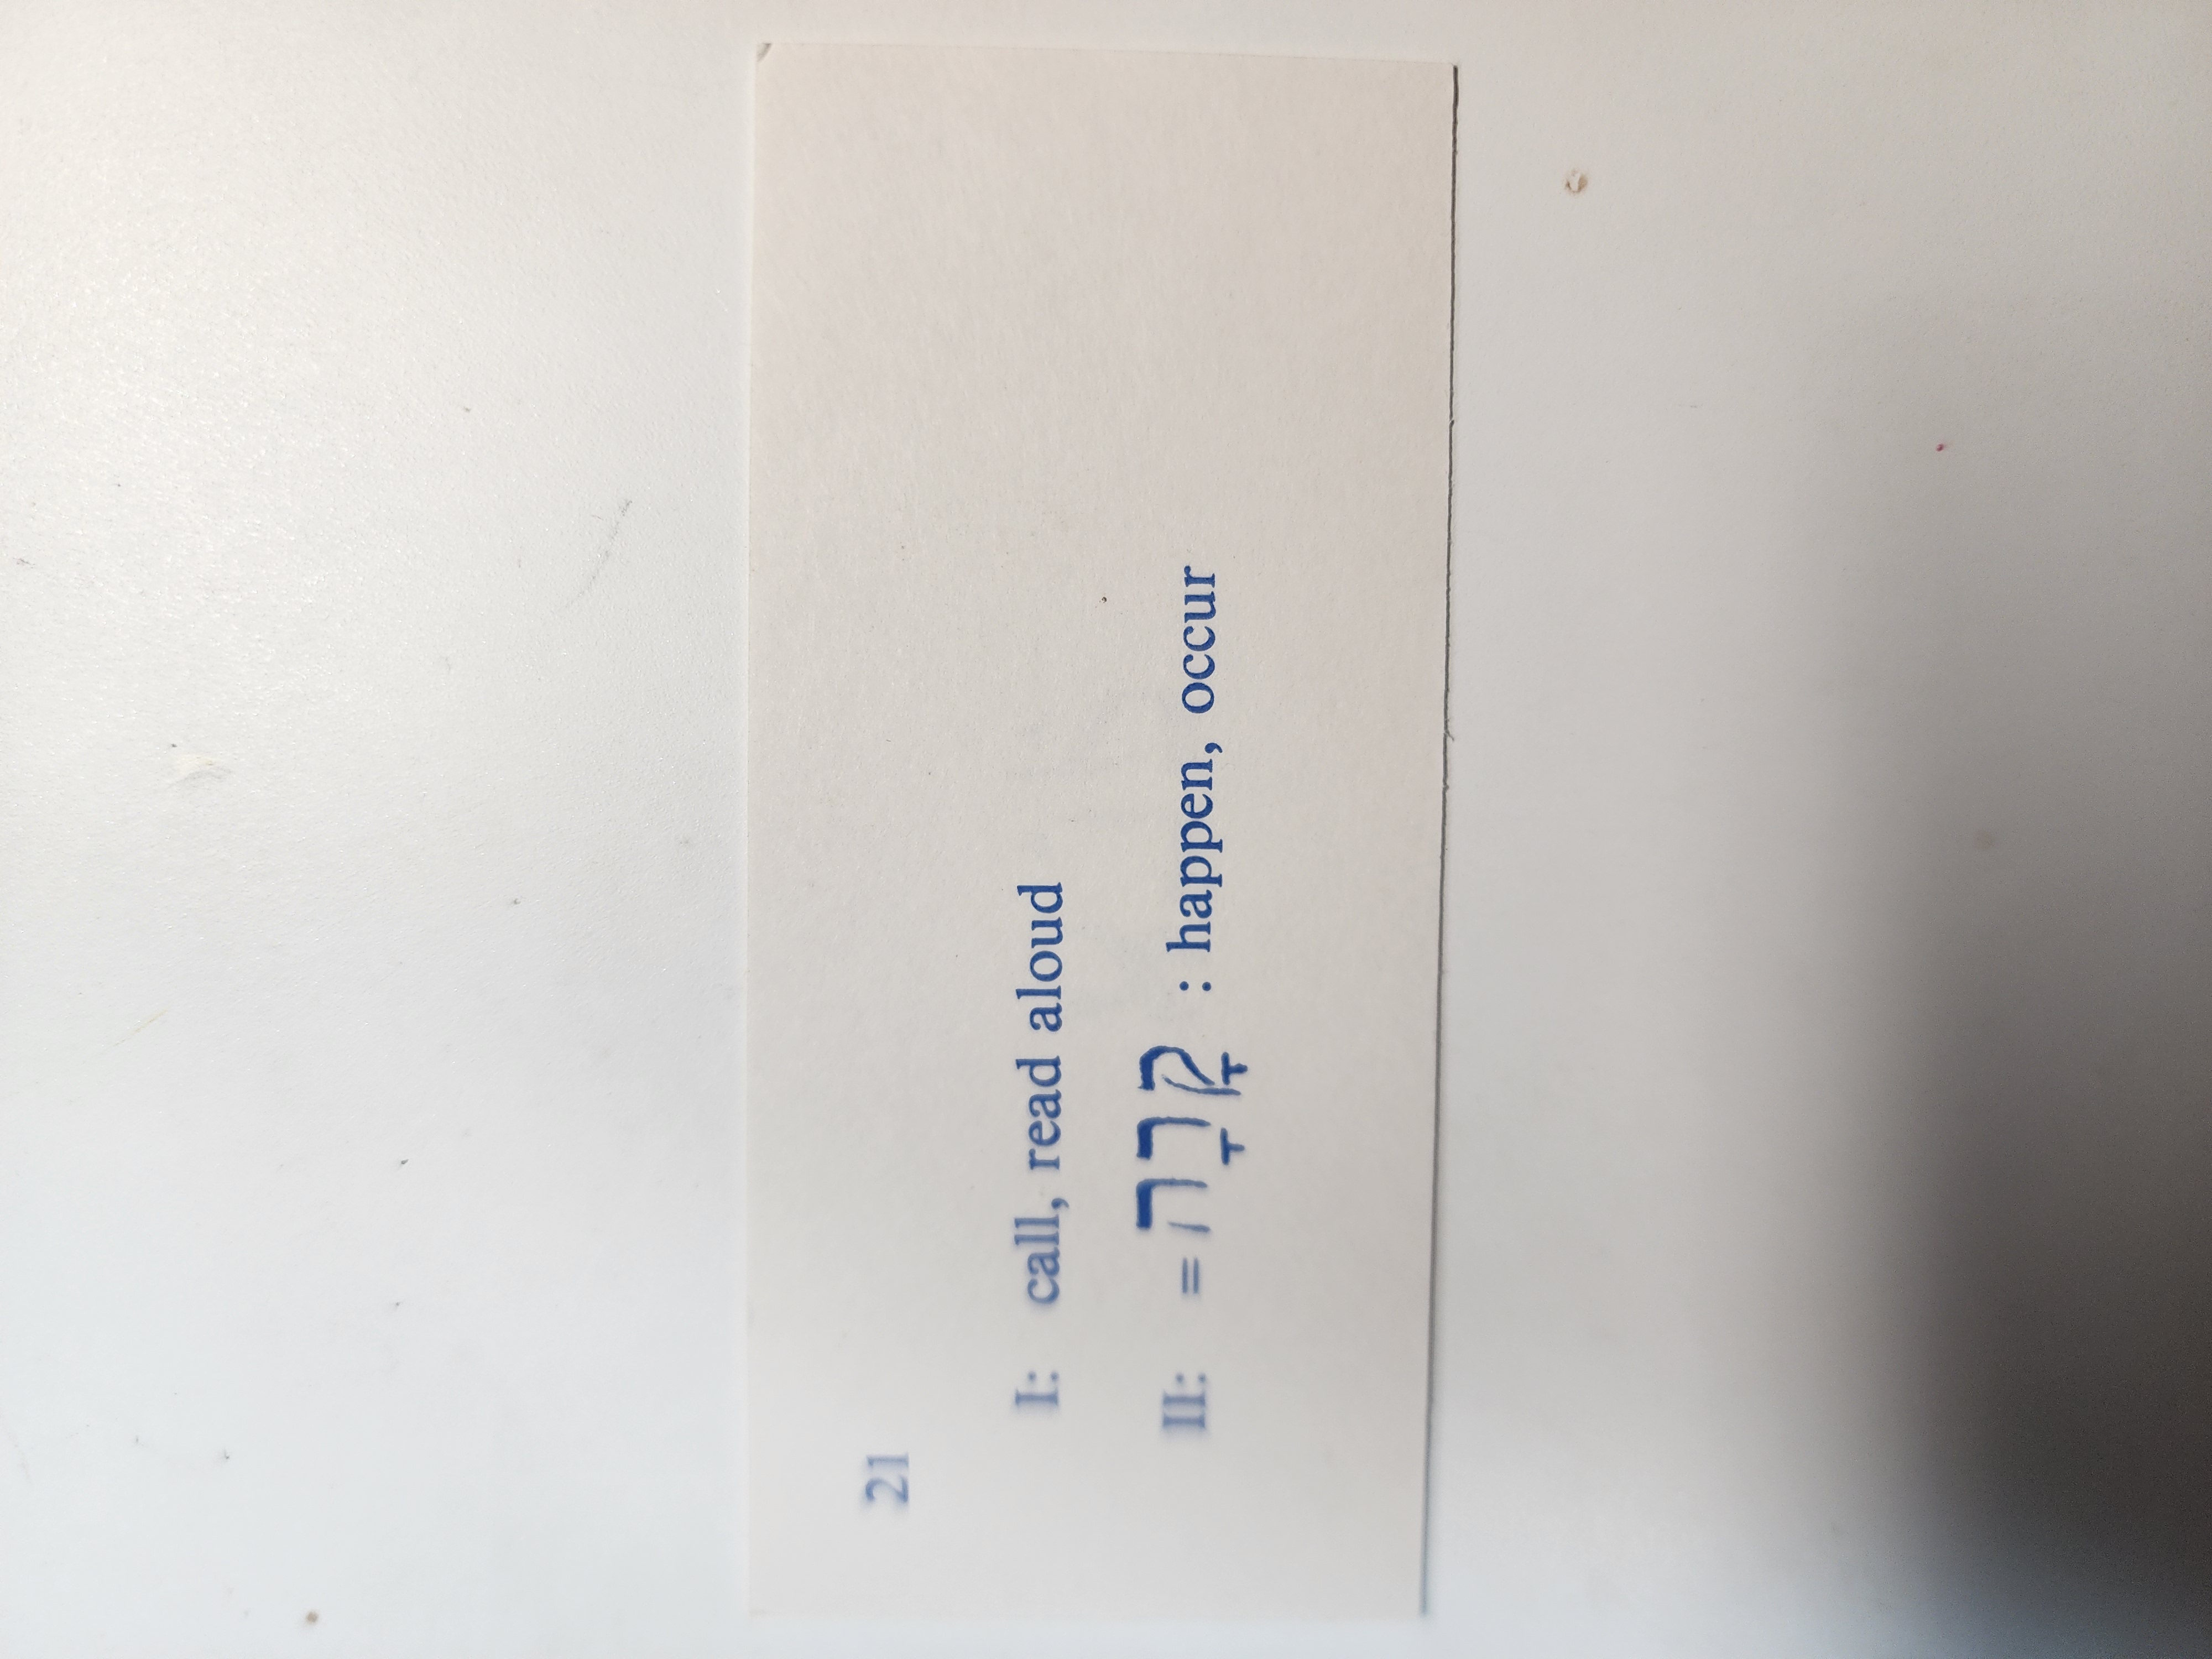 21
I: call, read aloud
II: = קָרָה : happen, occur